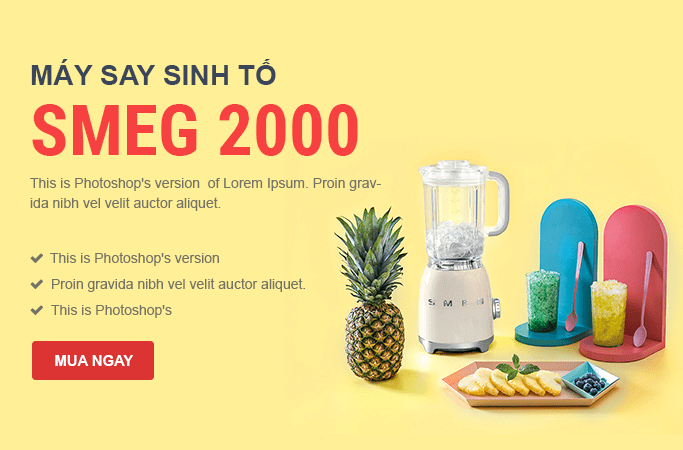 MÁY SAY SINH TỐ
SMEG 2000
This is Photoshop's version  of Lorem Ipsum. Proin grav-
ida nibh vel velit auctor aliquet.
This is Photoshop's version
Proin gravida nibh vel velit auctor aliquet.
This is Photoshop's
MUA NGAY
SMEG